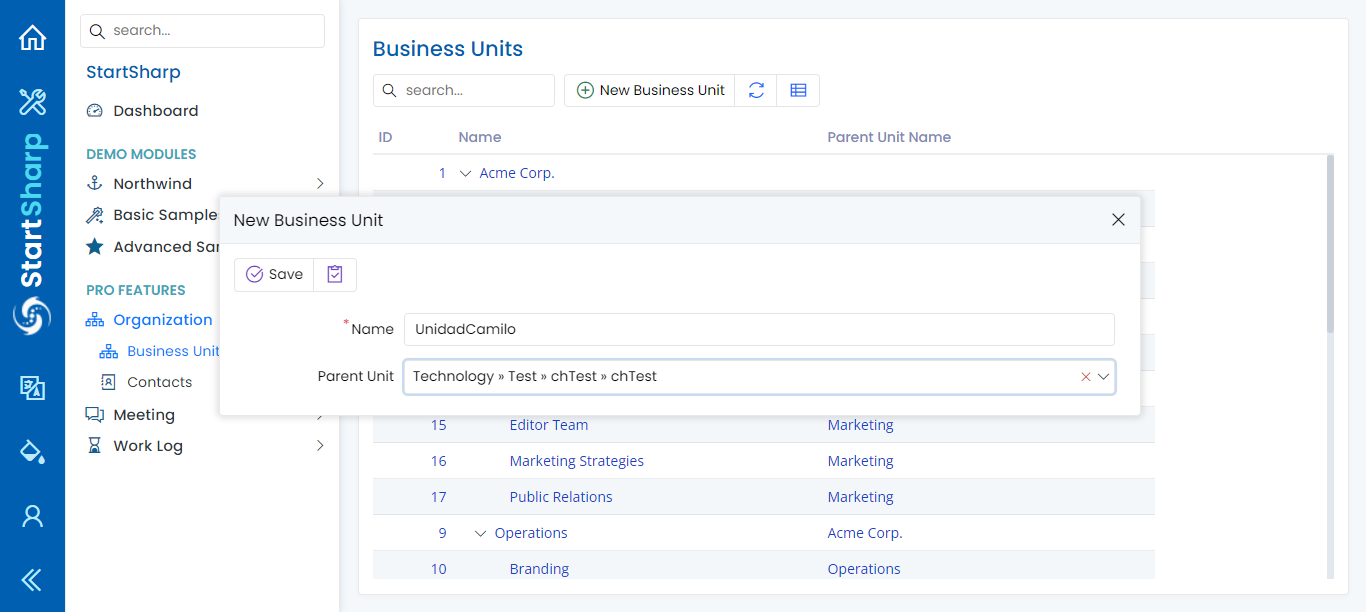 StartSharp
search...
StartSharp
Dashboard
DEMO MODULES
Northwind
Basic Sample
Advanced Sar
PRO FEATURES
Organization
Business Unit
Contacts
Meeting
Work Log
Business Units
search...
New Business Unit
ID Name Parent Unit Name
1 Acme Corp.
New Business Unit
Save
*Name UnidadCamilo
Parent Unit Technology » Test » chTest » chTest
15 Editor Team Marketing
16 Marketing Strategies Marketing
17 Public Relations Marketing
9 Operations Acme Corp.
10 Branding Operations